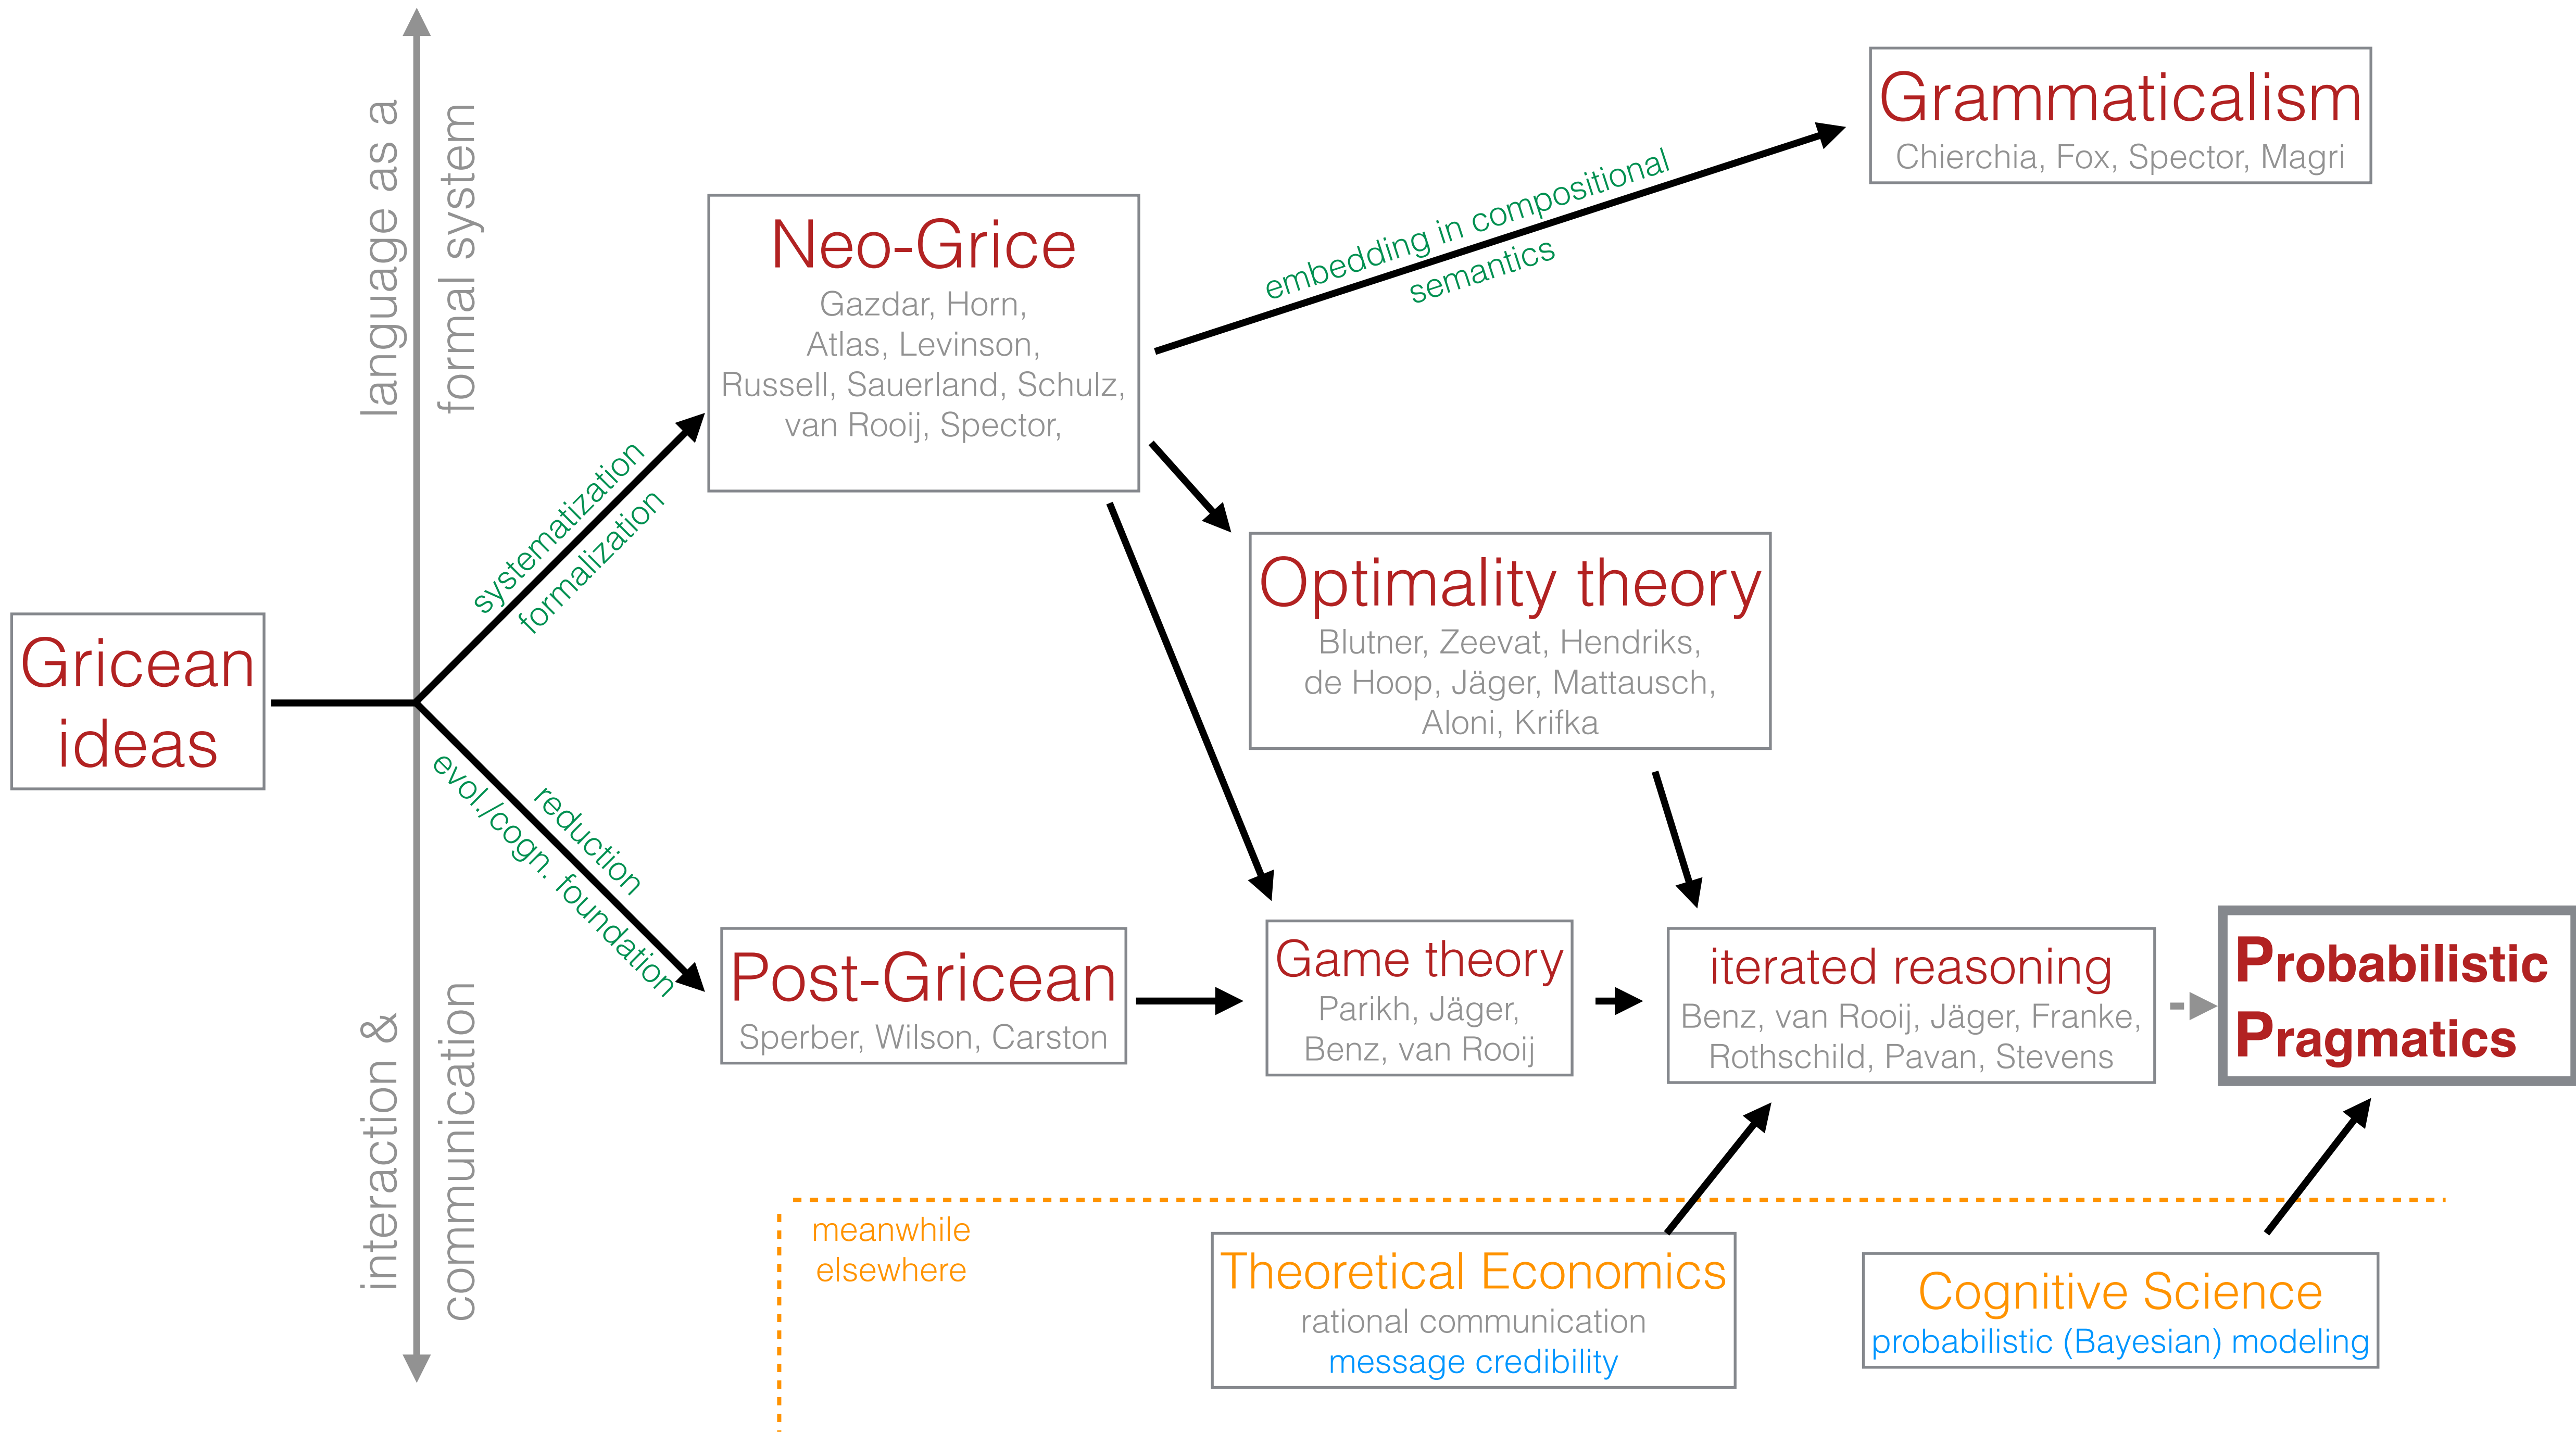 language as a
formal system
interaction &
communication
Gricean
ideas
systematization
formalization
reduction
evol./cogn. foundation
Neo-Grice
Gazdar, Horn,
Atlas, Levinson,
Russell, Sauerland, Schulz,
van Rooij, Spector,
embedding in compositional
semantics
Grammaticalism
Chierchia, Fox, Spector, Magri
Optimality theory
Blutner, Zeevat, Hendriks,
de Hoop, Jäger, Mattausch,
Aloni, Krifka
Post-Gricean
Sperber, Wilson, Carston
Game theory
Parikh, Jäger,
Benz, van Rooij
iterated reasoning
Benz, van Rooij, Jäger, Franke,
Rothschild, Pavan, Stevens
Probabilistic
Pragmatics
meanwhile
elsewhere
Theoretical Economics
rational communication
message credibility
Cognitive Science
probabilistic (Bayesian) modeling